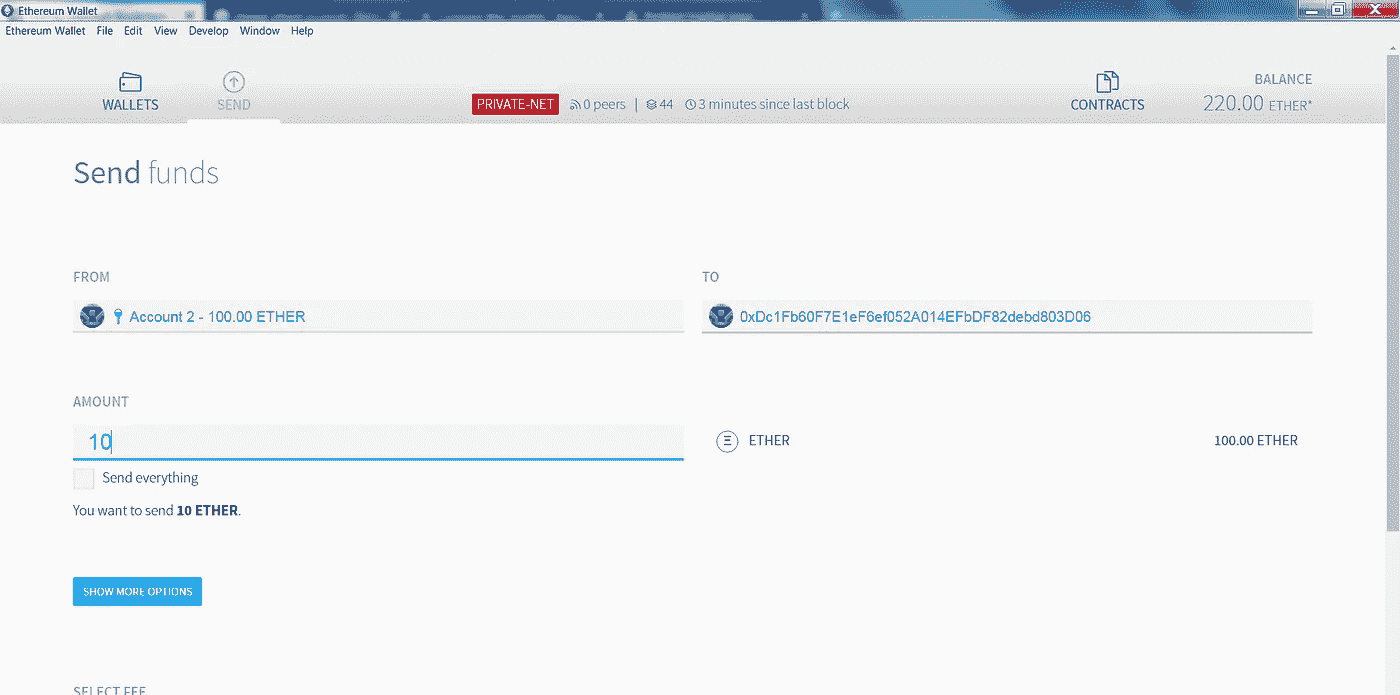 Ethereum Wallet
Ethereum Wallet File Edit View Develop Window Help
WALLETS SEND PRIVATE-NET 0 peers | 44 3 minutes since last block CONTRACTS BALANCE
220.00 ETHER*
Send funds
FROM TO
Account 2 - 100.00 ETHER 0xDc1Fb60F7E1eF6ef052A014EFbDF82debd803D06
AMOUNT
10 ETHER 100.00 ETHER
Send everything
You want to send 10 ETHER.
SHOW MORE OPTIONS
SELECT FEE